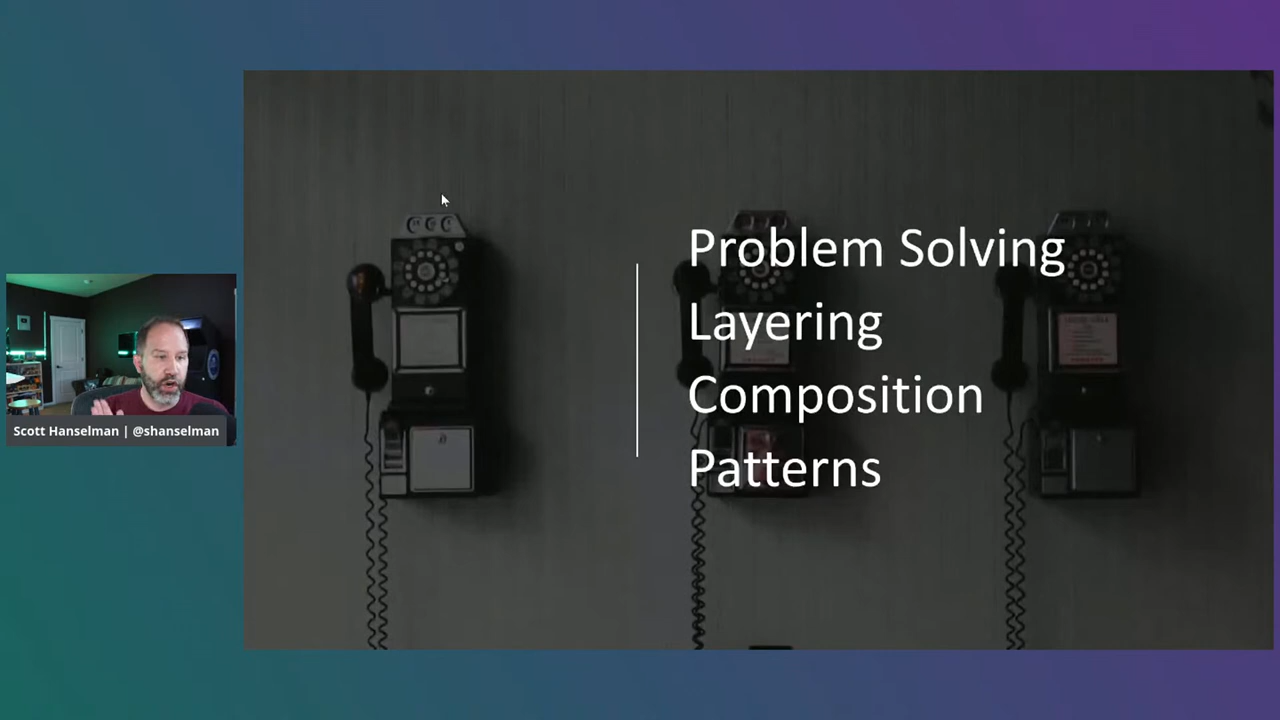 Problem Solving
Layering
Composition
Patterns
Scott Hanselman | @shanselman